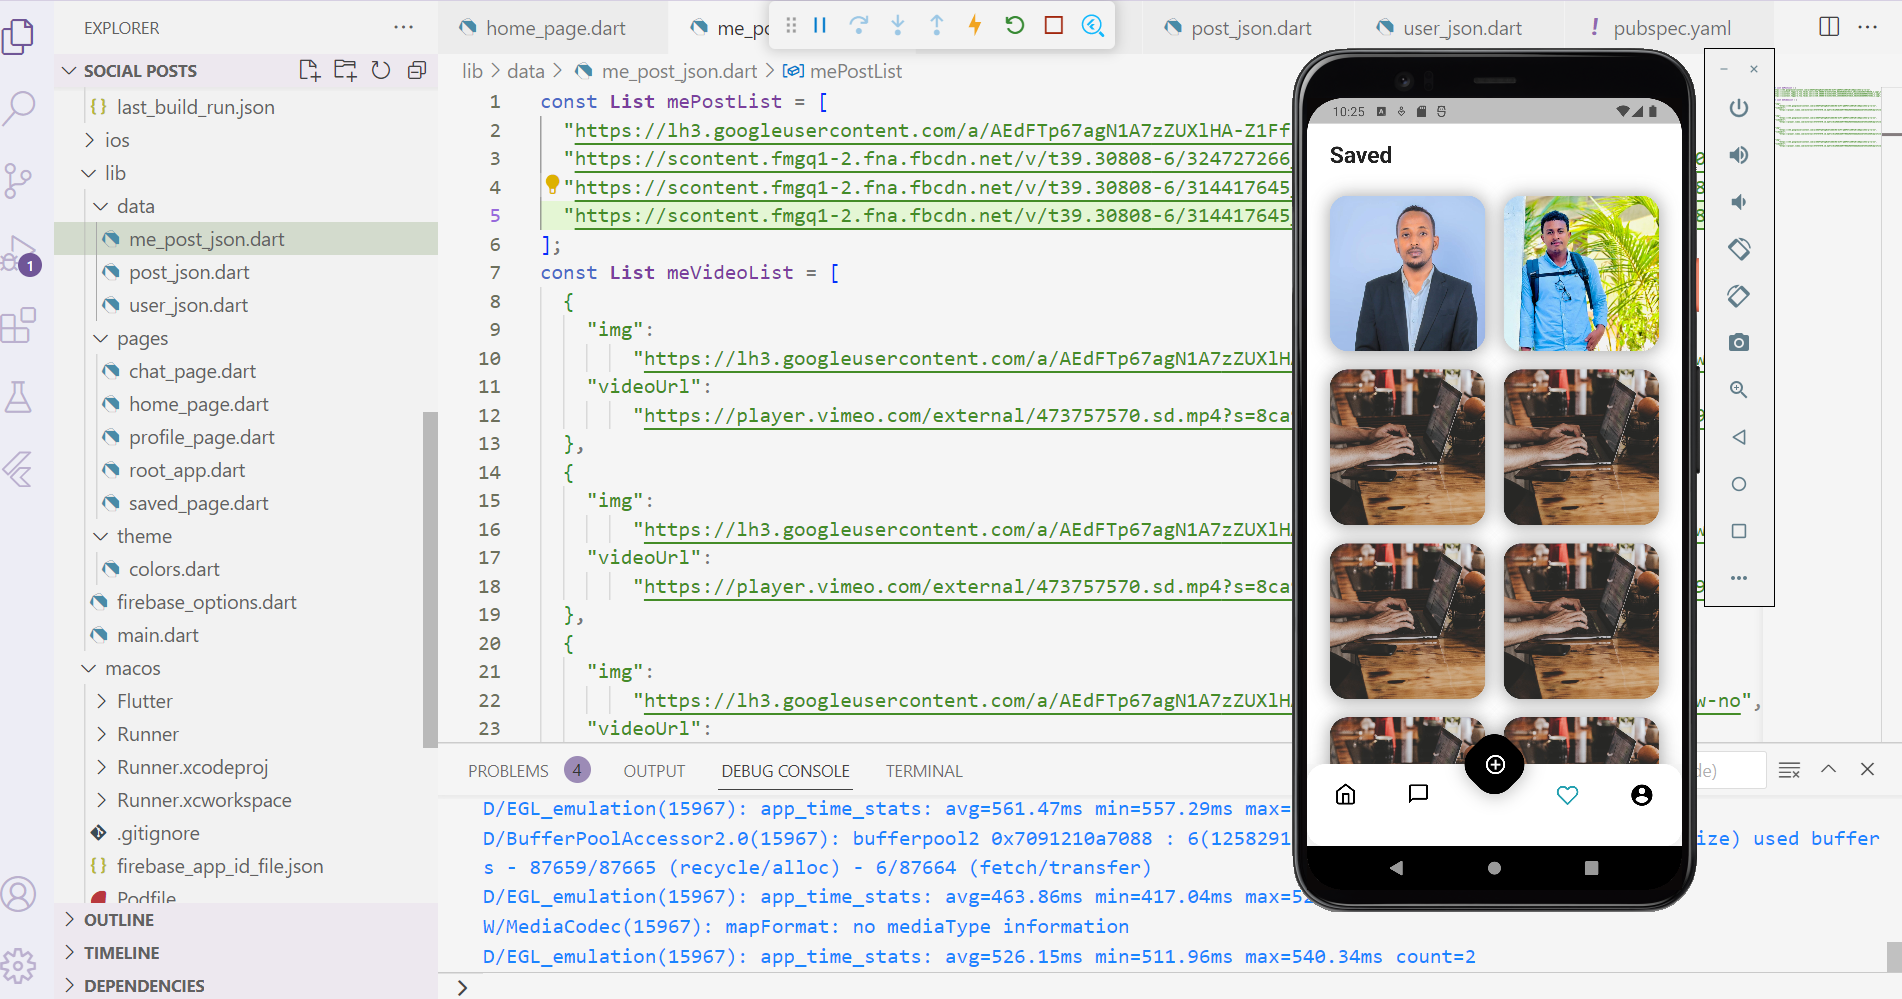 EXPLORER
SOCIAL POSTS
last_build_run.json
ios
lib
data
me_post_json.dart
post_json.dart
user_json.dart
pages
chat_page.dart
home_page.dart
profile_page.dart
root_app.dart
saved_page.dart
theme
colors.dart
firebase_options.dart
main.dart
macos
Flutter
Runner
Runner.xcodeproj
Runner.xcworkspace
.gitignore
firebase_app_id_file.json
Podfile
OUTLINE
TIMELINE
DEPENDENCIES
1
home_page.dart
me_po
post_json.dart
user_json.dart
! pubspec.yaml
lib > data > me_post_json.dart > mePostList
1 const List mePostList = [
2 "https://lh3.googleusercontent.com/a/AEdFTp67agN1A7zZUXlHA-Z1Ff
3 "https://scontent.fmgq1-2.fna.fbcdn.net/v/t39.30808-6/324727266
4 "https://scontent.fmgq1-2.fna.fbcdn.net/v/t39.30808-6/314417645
5 "https://scontent.fmgq1-2.fna.fbcdn.net/v/t39.30808-6/314417645
6 ];
7 const List meVideoList = [
8 {
9 "img":
10 "https://lh3.googleusercontent.com/a/AEdFTp67agN1A7zZUXlH
11 "videoUrl":
12 "https://player.vimeo.com/external/473757570.sd.mp4?s=8ca
13 },
14 {
15 "img":
16 "https://lh3.googleusercontent.com/a/AEdFTp67agN1A7zZUXlH
17 "videoUrl":
18 "https://player.vimeo.com/external/473757570.sd.mp4?s=8ca
19 },
20 {
21 "img":
22 "https://lh3.googleusercontent.com/a/AEdFTp67agN1A7zZUXlH w-no",
23 "videoUrl":
PROBLEMS 4 OUTPUT DEBUG CONSOLE TERMINAL de)
D/EGL_emulation(15967): app_time_stats: avg=561.47ms min=557.29ms max=
D/BufferPoolAccessor2.0(15967): bufferpool2 0x7091210a7088 : 6(1258291 ize) used buffer
s - 87659/87665 (recycle/alloc) - 6/87664 (fetch/transfer)
D/EGL_emulation(15967): app_time_stats: avg=463.86ms min=417.04ms max=5
W/MediaCodec(15967): mapFormat: no mediaType information
D/EGL_emulation(15967): app_time_stats: avg=526.15ms min=511.96ms max=540.34ms count=2
>
10:25
Saved